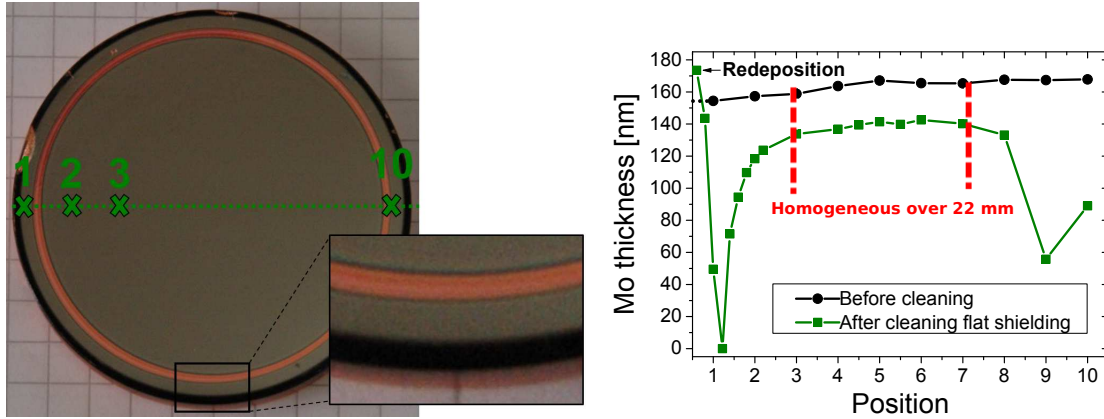 1 2 3 10
180
160
140
120
100
80
60
40
20
0
Mo thickness [nm]
Redeposition
Homogeneous over 22 mm
Before cleaning
After cleaning flat shielding
1 2 3 4 5 6 7 8 9 10
Position